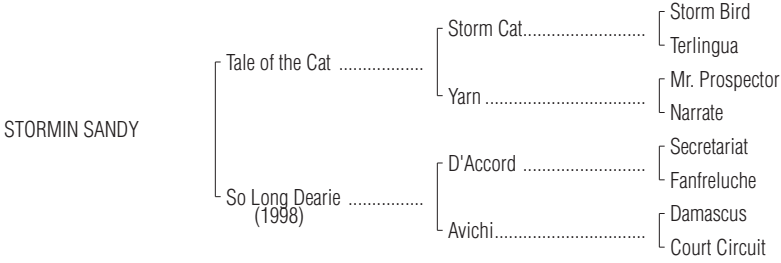 Storm Bird
Storm Cat..........................
Terlingua
Tale of the Cat ..................
Mr. Prospector
Yarn ..................................
Narrate
STORMIN SANDY
Secretariat
D'Accord ..........................
Fanfreluche
So Long Dearie ................
(1998)
Damascus
Avichi................................
Court Circuit